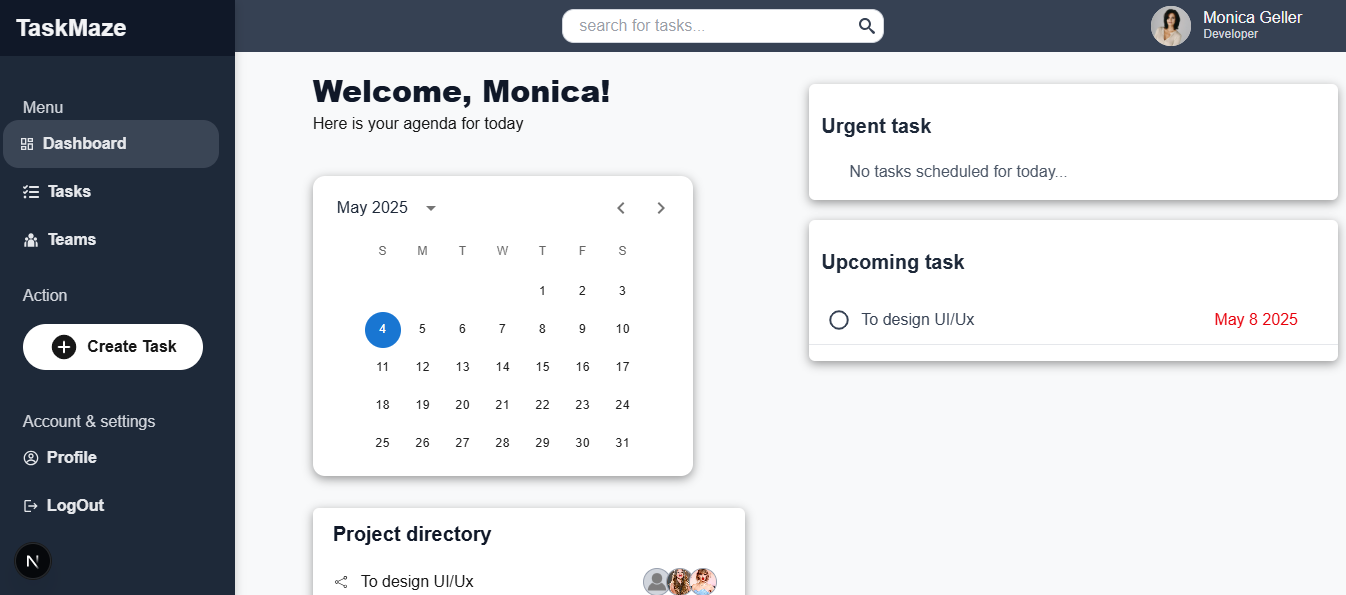 TaskMaze
search for tasks...
Monica Geller
Developer
Menu
Dashboard
Tasks
Teams
Action
Create Task
Account & settings
Profile
LogOut
N
Welcome, Monica!
Here is your agenda for today
May 2025
S M T W T F S
1 2 3
4 5 6 7 8 9 10
11 12 13 14 15 16 17
18 19 20 21 22 23 24
25 26 27 28 29 30 31
Project directory
To design UI/Ux
Urgent task
No tasks scheduled for today...
Upcoming task
To design UI/Ux May 8 2025